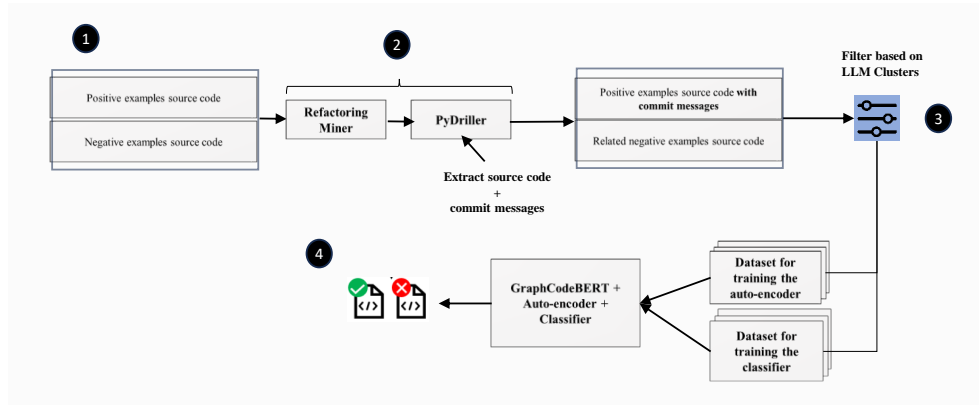 1
2
Filter based on
LLM Clusters
Positive examples source code
Negative examples source code
Refactoring
Miner
PyDriller
Positive examples source code with
commit messages
Related negative examples source code
3
Extract source code
+
commit messages
4
GraphCodeBERT +
Auto-encoder +
Classifier
Dataset for
training the
auto-encoder
Dataset for
training the
classifier